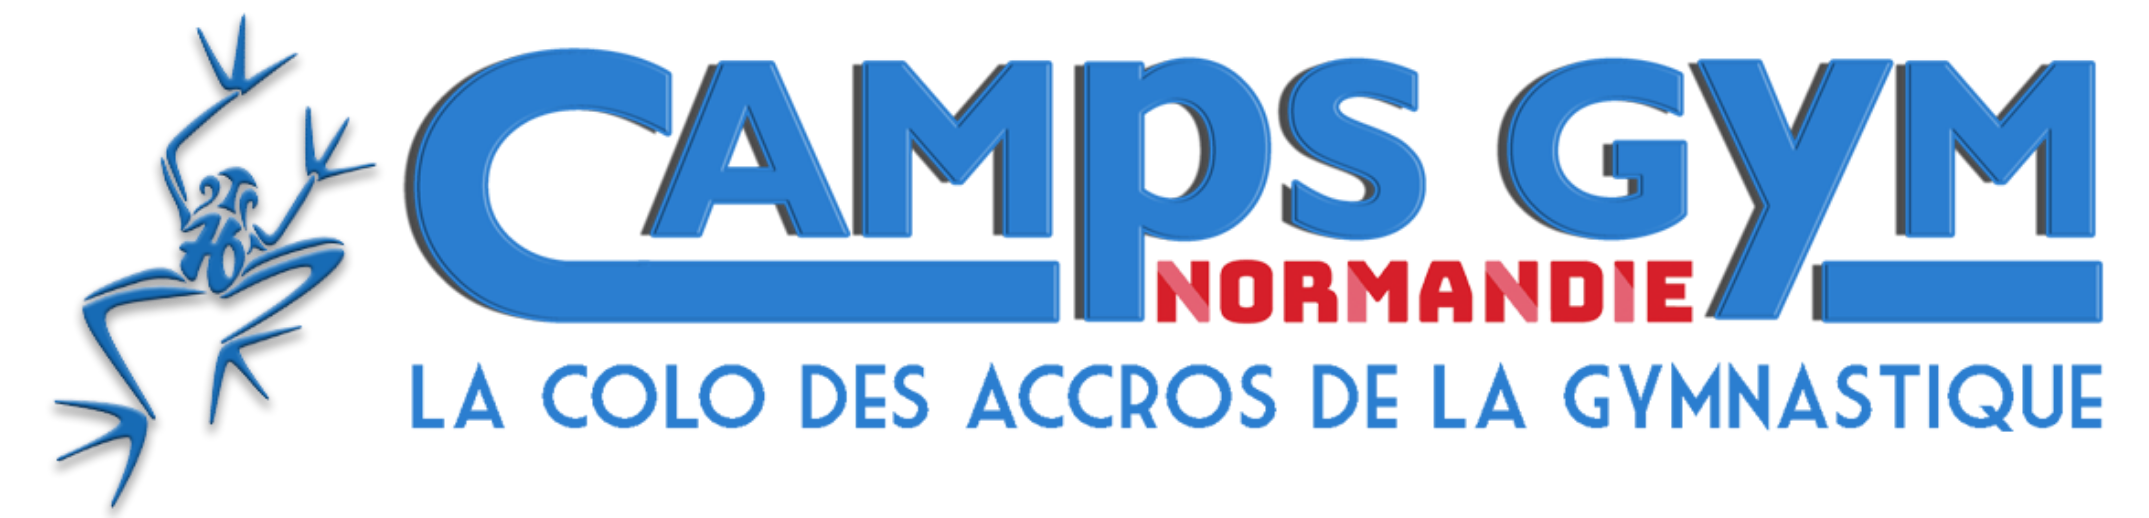 CAMPS GYM
NORMANDIE
LA COLO DES ACCROS DE LA GYMNASTIQUE